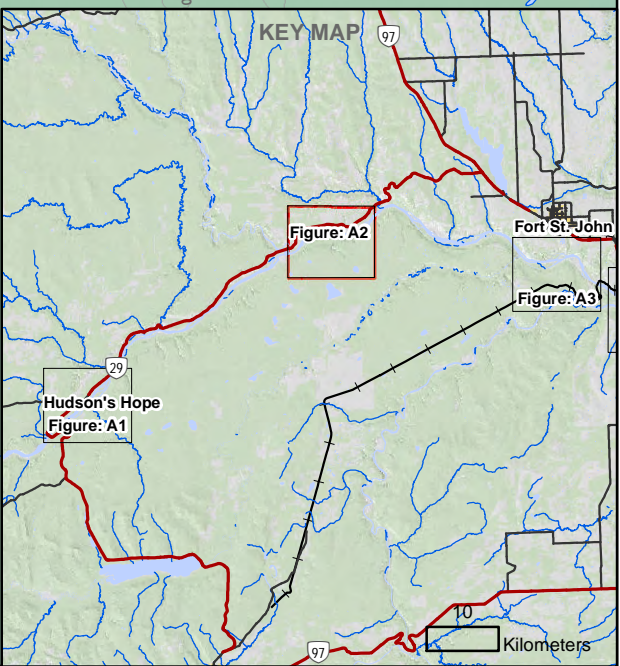 KEY MAP
97
Fort St. John
Figure: A2
Figure: A3
29
Hudson's Hope
Figure: A1
10
Kilometers
97